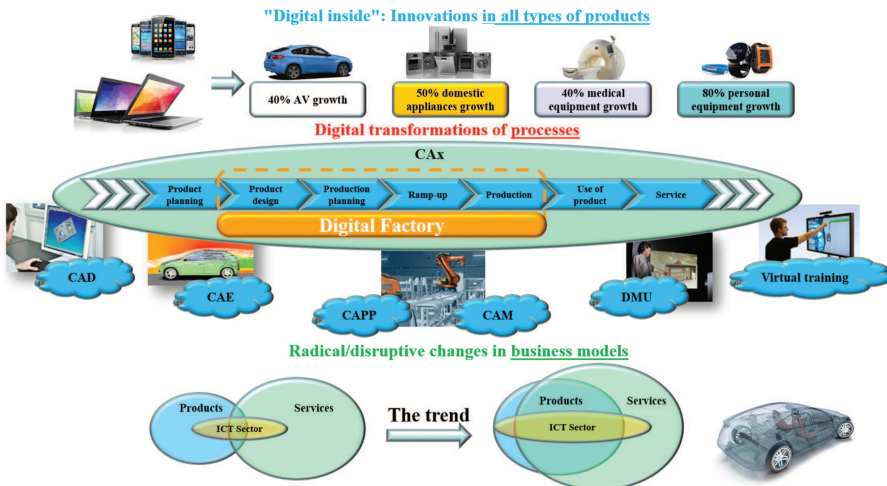 "Digital inside": Innovations in all types of products
40% AV growth
50% domestic
appliances growth
40% medical
equipment growth
80% personal
equipment growth
Digital transformations of processes
CAx
Product
planning
Product
design
Production
planning
Ramp-up
Production
Use of
product
Service
Digital Factory
CAD
CAE
CAPP
CAM
DMU
Virtual training
Radical/disruptive changes in business models
Products
Services
ICT Sector
The trend
Products
Services
ICT Sector